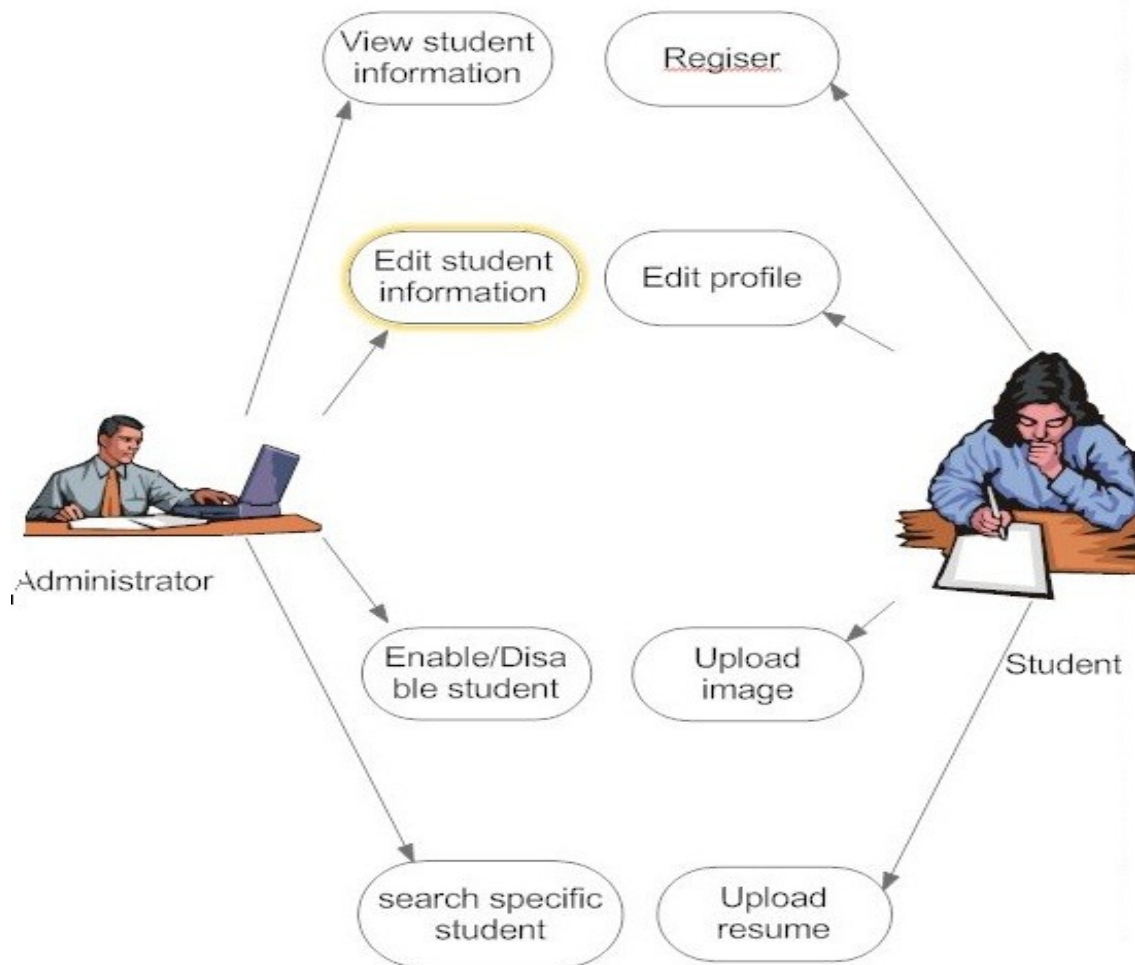 View student
information
Regiser
Edit student
information
Edit profile
Administrator
Student
Enable/Disa
ble student
Upload
image
search specific
student
Upload
resume